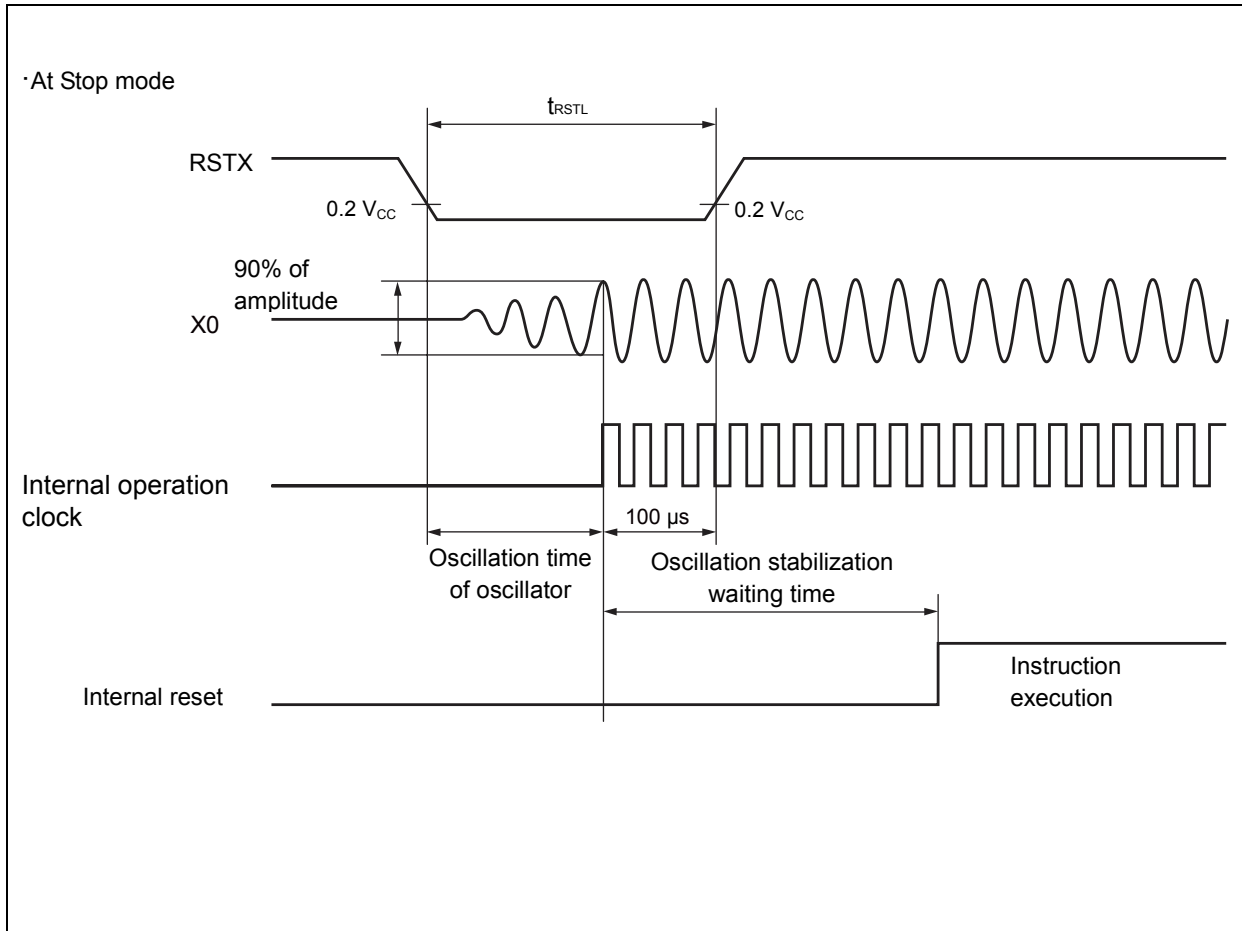 ·At Stop mode
tRSTL
RSTX
0.2 VCC
0.2 VCC
90% of
amplitude
X0
Internal operation
clock
100 µs
Oscillation time
of oscillator
Oscillation stabilization
waiting time
Internal reset
Instruction
execution